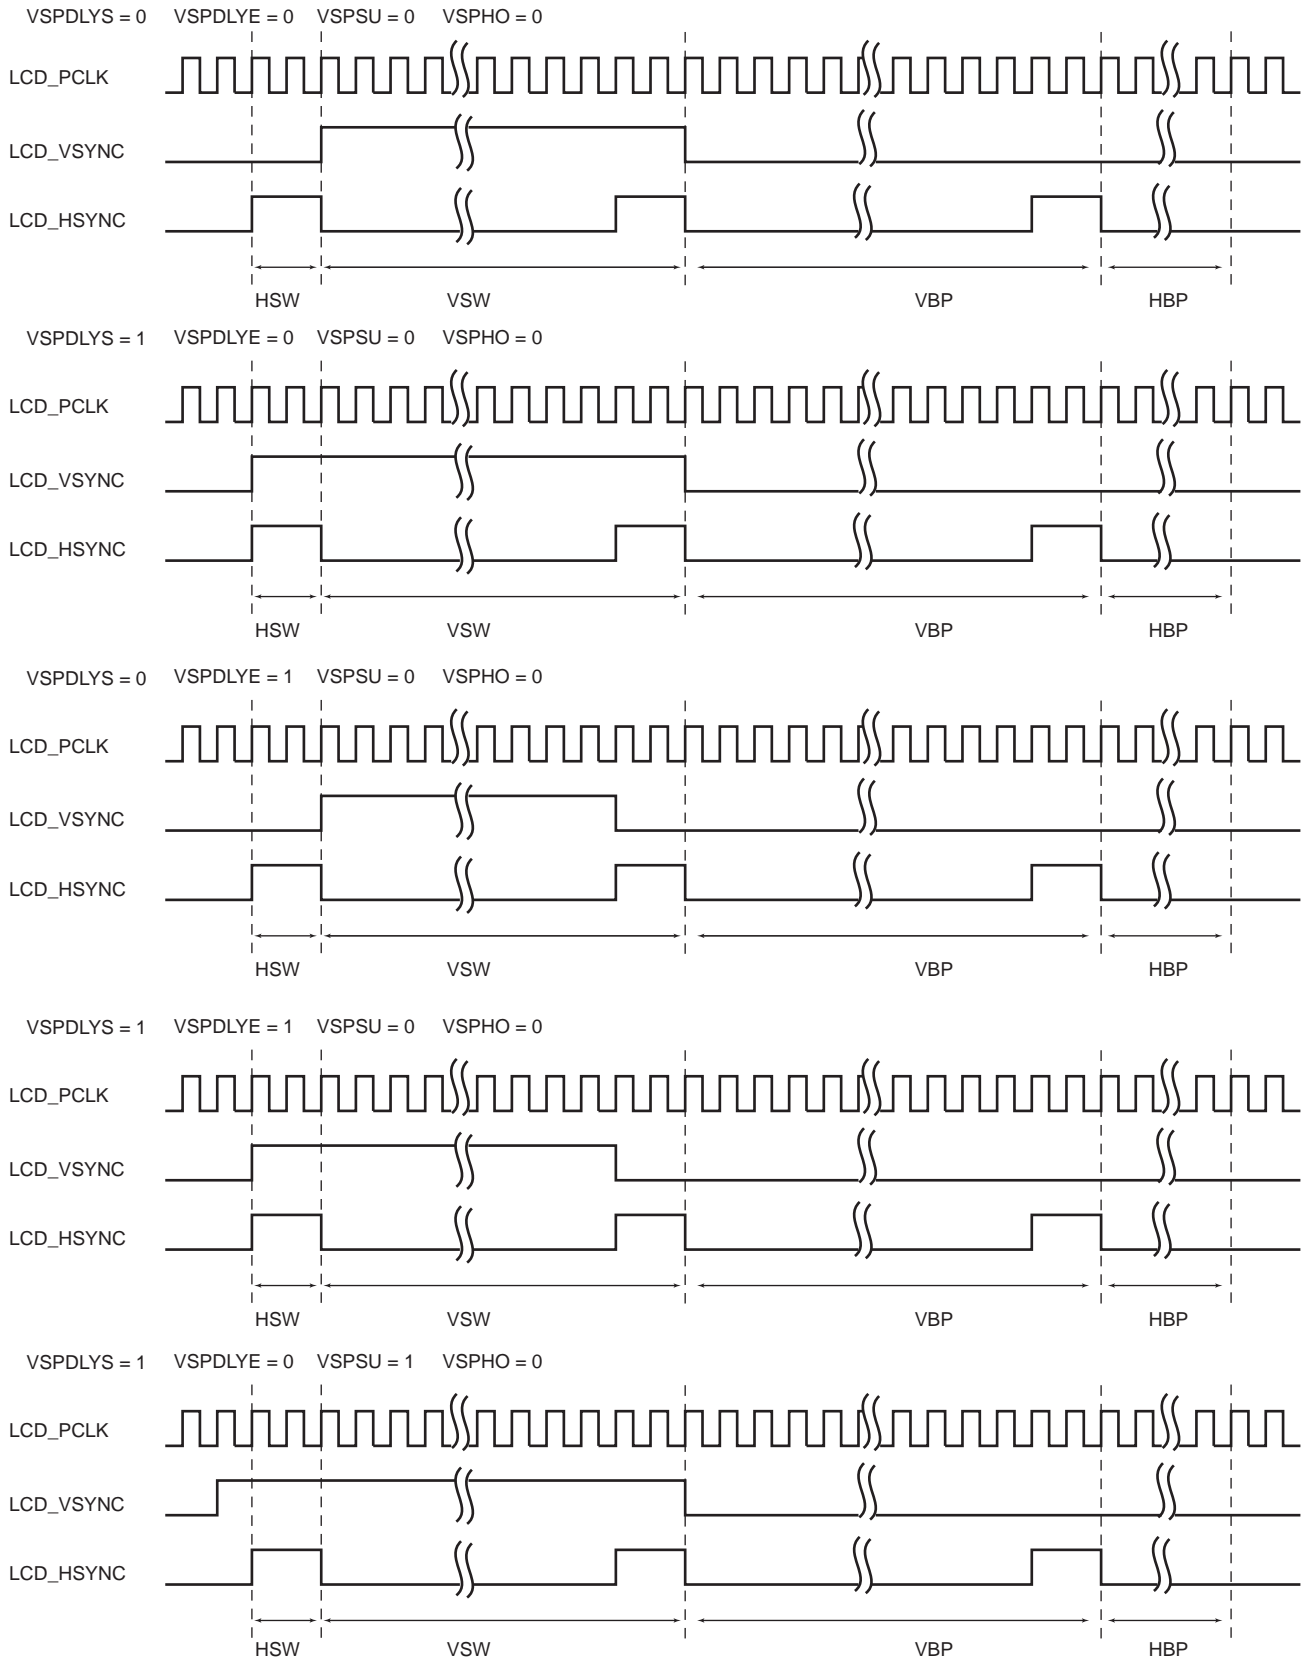 VSPDLYS = 0 VSPDLYE = 0 VSPSU = 0 VSPHO = 0
LCD_PCLK
LCD_VSYNC
LCD_HSYNC
HSW VSW VBP HBP
VSPDLYS = 1 VSPDLYE = 0 VSPSU = 0 VSPHO = 0
LCD_PCLK
LCD_VSYNC
LCD_HSYNC
HSW VSW VBP HBP
VSPDLYS = 0 VSPDLYE = 1 VSPSU = 0 VSPHO = 0
LCD_PCLK
LCD_VSYNC
LCD_HSYNC
HSW VSW VBP HBP
VSPDLYS = 1 VSPDLYE = 1 VSPSU = 0 VSPHO = 0
LCD_PCLK
LCD_VSYNC
LCD_HSYNC
HSW VSW VBP HBP
VSPDLYS = 1 VSPDLYE = 0 VSPSU = 1 VSPHO = 0
LCD_PCLK
LCD_VSYNC
LCD_HSYNC
HSW VSW VBP HBP